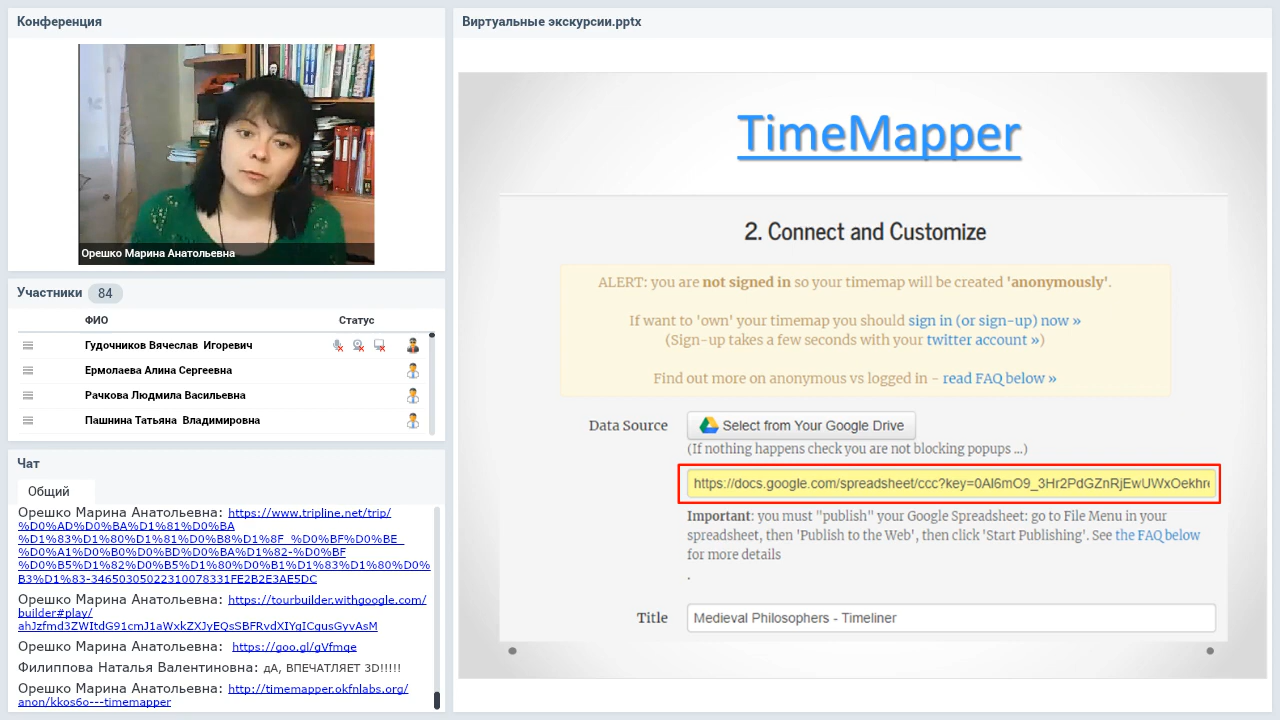 Конференция
Орешко Марина Анатольевна
Участники 84
ФИО Статус
Гудочников Вячеслав Игоревич
Ермолаева Алина Сергеевна
Рачкова Людмила Васильевна
Пашнина Татьяна Владимировна
Чат
Общий
Орешко Марина Анатольевна: https://www.tripline.net/trip/
%D0%AD%D0%BA%D1%81%D0%BA
%D1%83%D1%80%D1%81%D0%B8%D1%8F_%D0%BF%D0%BE_
%D0%A1%D0%B0%D0%BD%D0%BA%D1%82-%D0%BF
%D0%B5%D1%82%D0%B5%D1%80%D0%B1%D1%83%D1%80%D0%
B3%D1%83-34650305022310078331FE2B2E3AE5DC
Орешко Марина Анатольевна: https://tourbuilder.withgoogle.com/
builder#play/
ahJzfmd3ZWItdG91cmJ1aWxkZXJyEQsSBFRvdXIYgICgusGyvAsM
Орешко Марина Анатольевна: https://goo.gl/gVfmqe
Филиппова Наталья Валентиновна: дА, ВПЕЧАТЛЯЕТ 3D!!!!!
Орешко Марина Анатольевна: http://timemapper.okfnlabs.org/
anon/kkos6o---timemapper
Виртуальные экскурсии.pptx
TimeMapper
2. Connect and Customize
ALERT: you are not signed in so your timemap will be created 'anonymously'.
If want to 'own' your timemap you should sign in (or sign-up) now »
(Sign-up takes a few seconds with your twitter account »)
Find out more on anonymous vs logged in - read FAQ below »
Data Source Select from Your Google Drive
(If nothing happens check you are not blocking popups ...)
https://docs.google.com/spreadsheet/ccc?key=0Al6mO9_3Hr2PdGZnRjEwUWxOekhr
Important: you must "publish" your Google Spreadsheet: go to File Menu in your
spreadsheet, then 'Publish to the Web', then click 'Start Publishing'. See the FAQ below
for more details
.
Title Medieval Philosophers - Timeliner